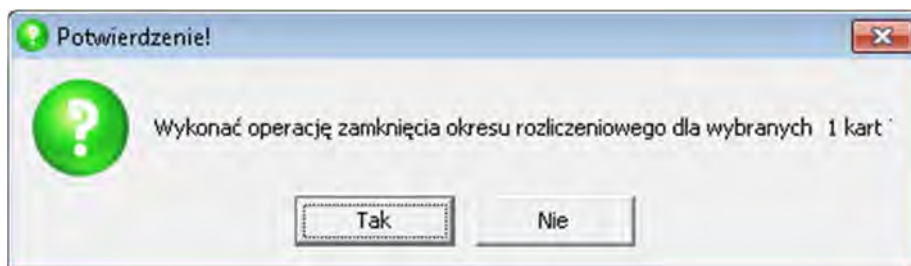 Potwierdzenie!
Wykonać operację zamknięcia okresu rozliczeniowego dla wybranych 1 kart
Tak
Nie